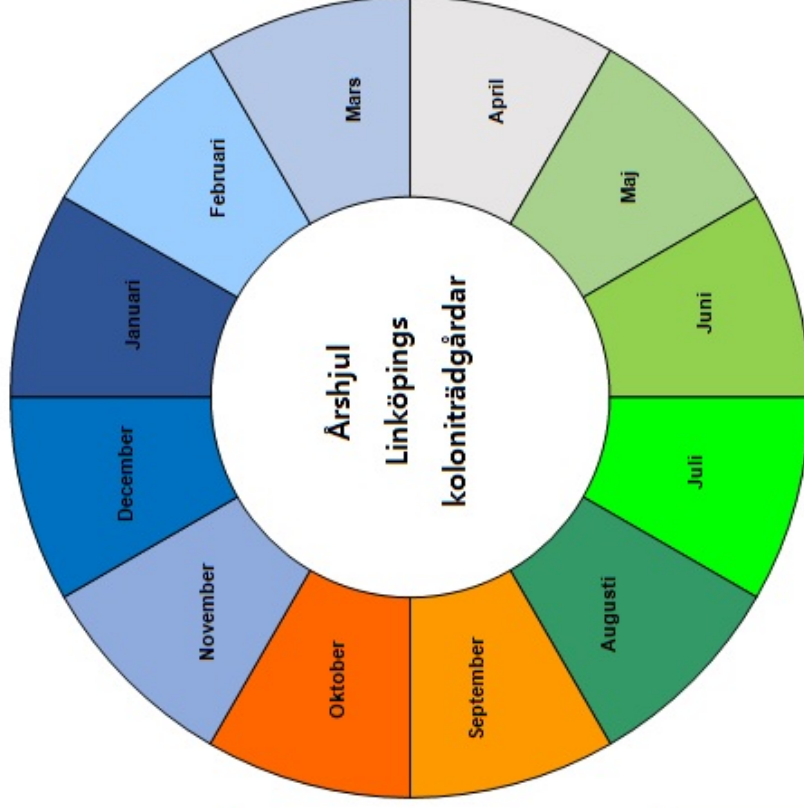 Årshjul
Linköpings
koloniträdgårdar
Januari
Februari
Mars
April
Maj
Juni
Juli
Augusti
September
Oktober
November
December